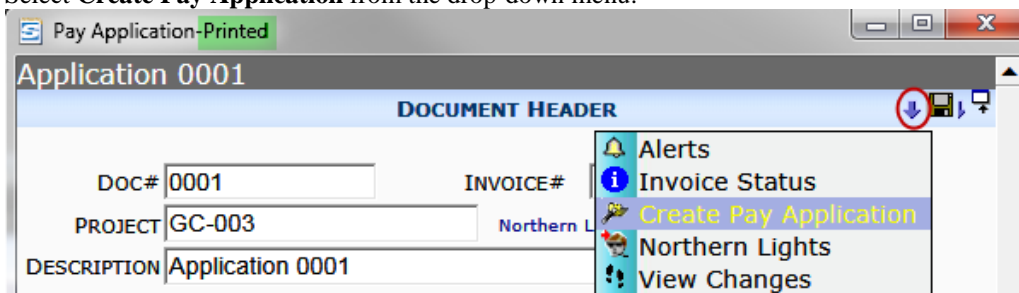 Select Create Pay Application from the drop-down menu.
Pay Application-Printed
Application 0001
DOCUMENT HEADER
Alerts
DOC# 0001 INVOICE# Invoice Status
PROJECT GC-003 Northern L Create Pay Application
Northern Lights
DESCRIPTION Application 0001 View Changes